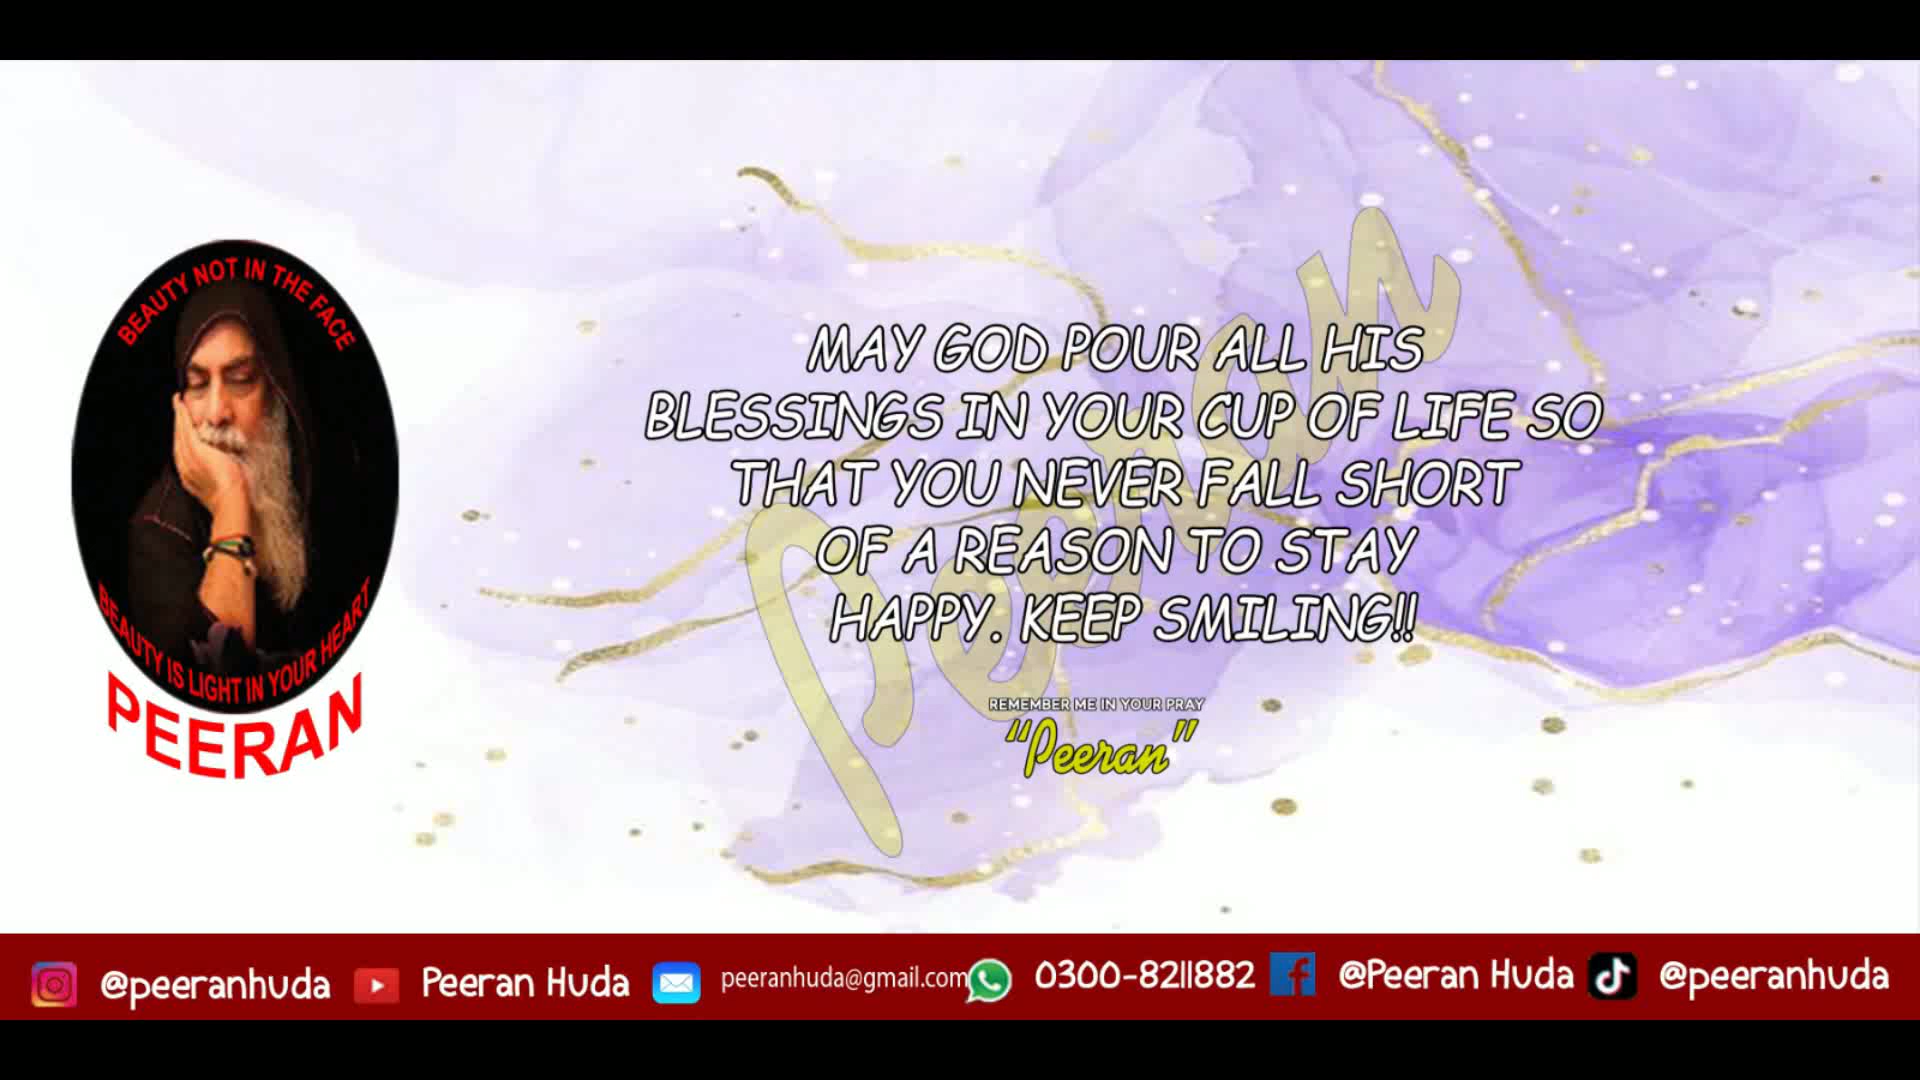 BEAUTY NOT IN THE FACE
BEAUTY IS LIGHT IN YOUR HEART
PEERAN
Peeran
MAY GOD POUR ALL HIS
BLESSINGS IN YOUR CUP OF LIFE SO
THAT YOU NEVER FALL SHORT
OF A REASON TO STAY
HAPPY. KEEP SMILING!!
REMEMBER ME IN YOUR PRAY
"Peeran"
@peeranhuda Peeran Huda peeranhuda@gmail.com 0300-8211882 @Peeran Huda @peeranhuda